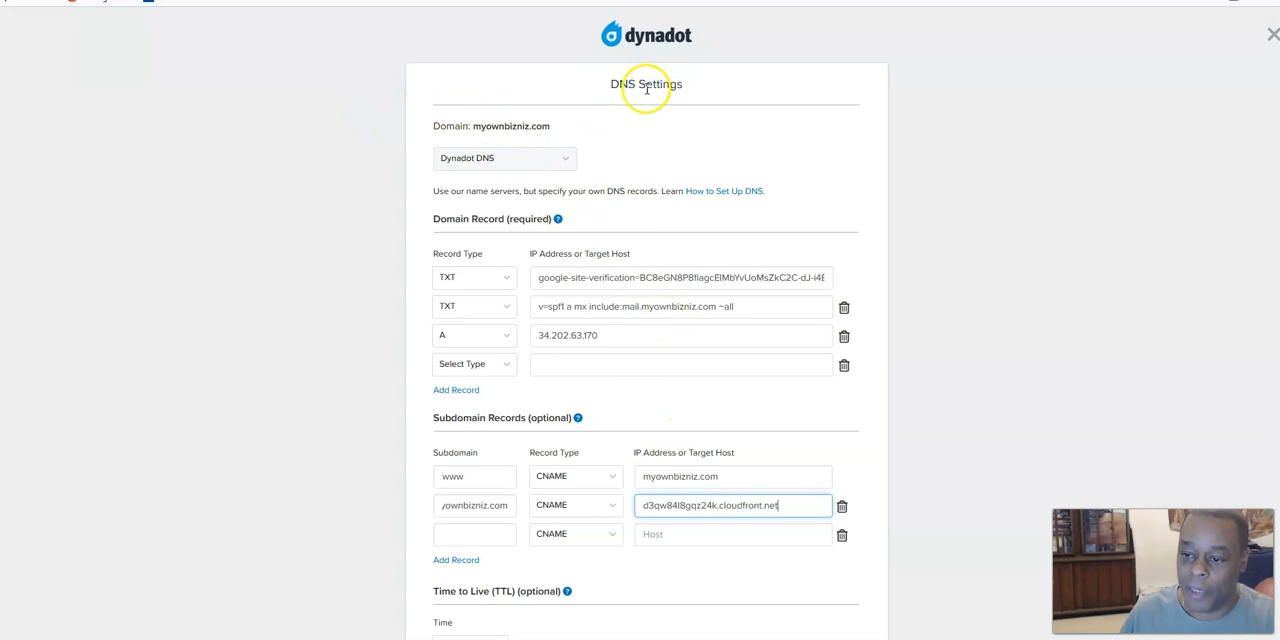 dynadot
DNS Settings
Domain: myownbizniz.com
Dynadot DNS
Use our name servers, but specify your own DNS records. Learn How to Set Up DNS.
Domain Record (required) ?
Record Type IP Address or Target Host
TXT google-site-verification=BC8eGN8P8fiagcElMbYvUoMsZkC2C-dJ-i4E
TXT v=spf1 a mx include:mail.myownbizniz.com ~all
A 34.202.63.170
Select Type
Add Record
Subdomain Records (optional) ?
Subdomain Record Type IP Address or Target Host
www CNAME myownbizniz.com
yownbizniz.com CNAME d3qw84l8gqz24k.cloudfront.net
CNAME Host
Add Record
Time to Live (TTL) (optional) ?
Time